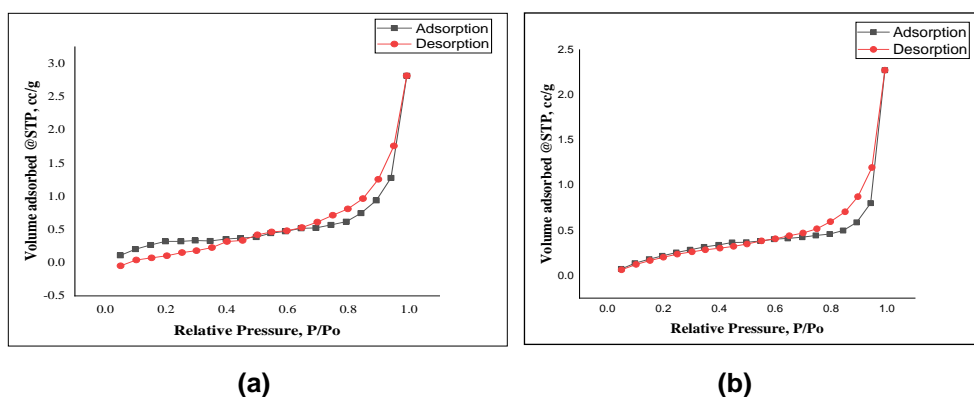 Adsorption
Desorption
3.0
2.5
2.0
1.5
1.0
0.5
0.0
-0.5
Volume adsorbed @STP, cc/g
0.0 0.2 0.4 0.6 0.8 1.0
Relative Pressure, P/Po
(a)
Adsorption
Desorption
2.5
2.0
1.5
1.0
0.5
0.0
Volume adsorbed @STP, cc/g
0.0 0.2 0.4 0.6 0.8 1.0
Relative Pressure, P/Po
(b)